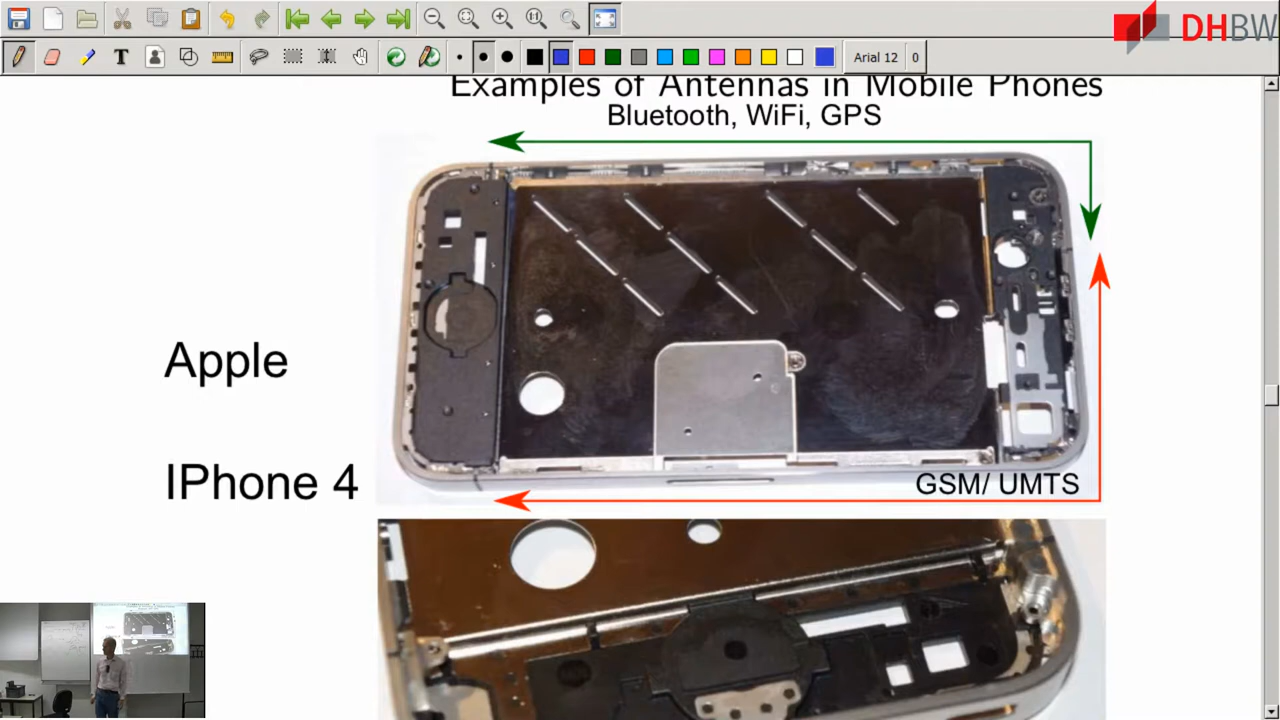 DHBW
T
Arial 12
0
Examples of Antennas in Mobile Phones
Bluetooth, WiFi, GPS
Apple
IPhone 4
GSM/ UMTS